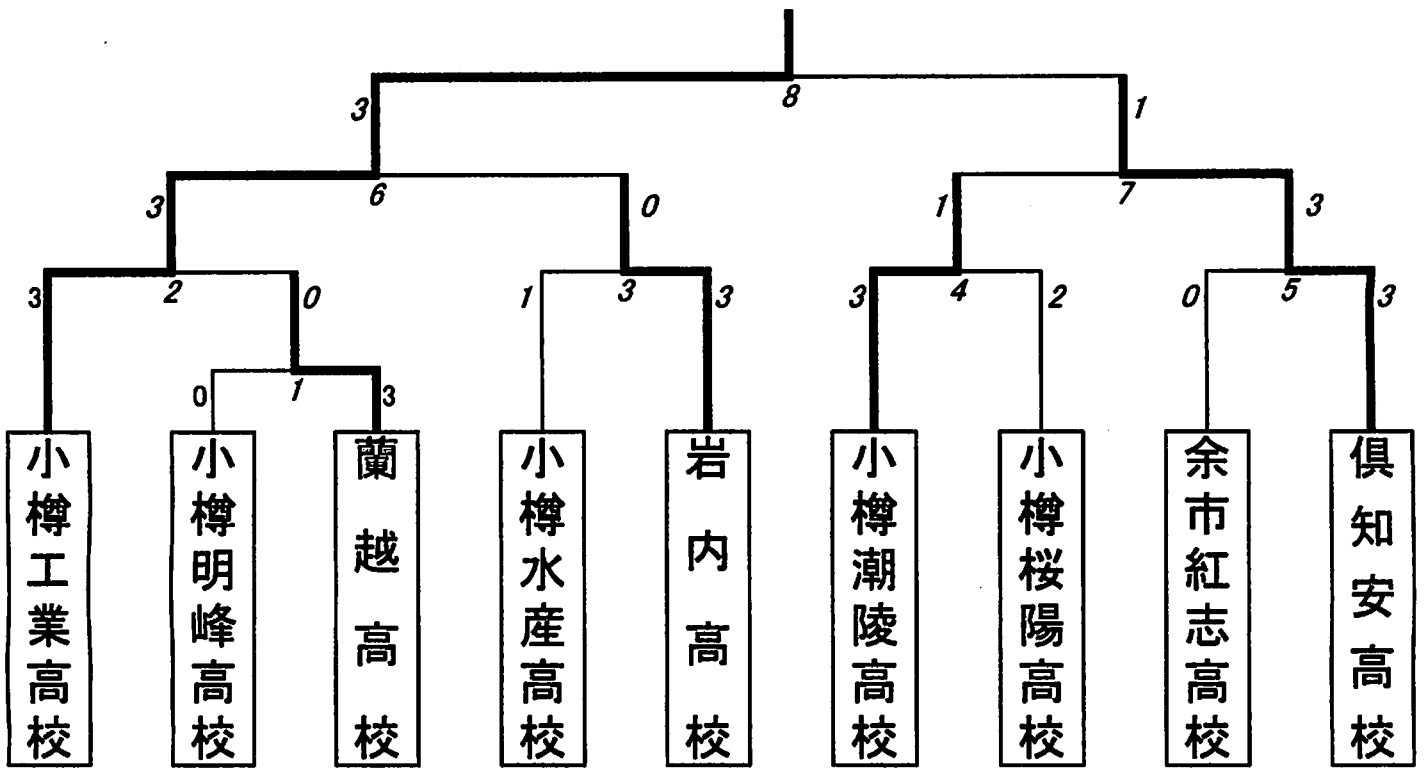 8
3 1
6 7
3 0 1 3
2 3 4 5
3 0 1 3 3 2 0 3
1
0 3
小樽工業高校
小樽明峰高校
蘭越高校
小樽水産高校
岩内高校
小樽潮陵高校
小樽桜陽高校
余市紅志高校
倶知安高校